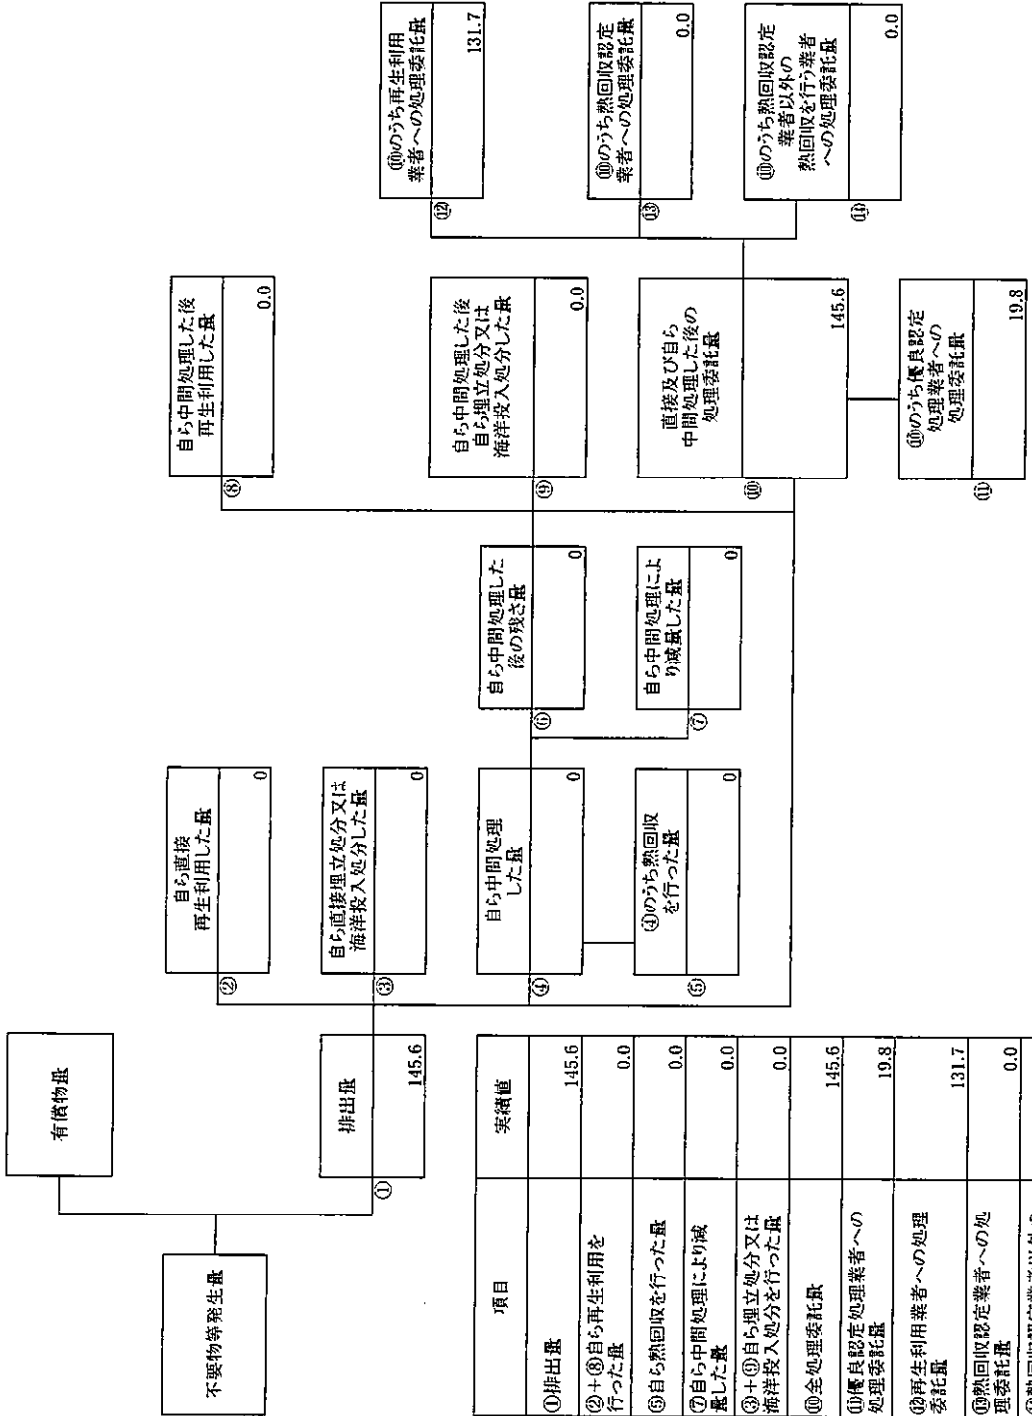 不要物等発生量
有償物量
①
排出量
145.6
②
自ら直接
再生利用した量
0
③
自ら直接埋立処分又は
海洋投入処分した量
0
④
自ら中間処理
した量
0
⑤
④のうち熱回収
を行った量
0
⑥
自ら中間処理した
後の残さ量
0
⑦
自ら中間処理によ
り減量した量
0
⑧
自ら中間処理した後
再生利用した量
0.0
⑨
自ら中間処理した後
自ら埋立処分又は
海洋投入処分した量
0.0
⑩
直接及び自ら
中間処理した後の
処理委託量
145.6
⑪
⑩のうち優良認定
処理業者への
処理委託量
19.8
⑫
⑩のうち再生利用
業者への処理委託量
131.7
⑬
⑩のうち熱回収認定
業者への処理委託量
0.0
⑭
⑩のうち熱回収認定
業者以外の
熱回収を行う業者
への処理委託量
0.0
項目
実績値
①排出量
145.6
②+⑧自ら再生利用を
行った量
0.0
⑤自ら熱回収を行った量
0.0
⑦自ら中間処理により減
量した量
0.0
③+⑨自ら埋立処分又は
海洋投入処分を行った量
0.0
⑩全処理委託量
145.6
⑪優良認定処理業者への
処理委託量
19.8
⑫再生利用業者への処理
委託量
131.7
⑬熱回収認定業者への処
理委託量
0.0